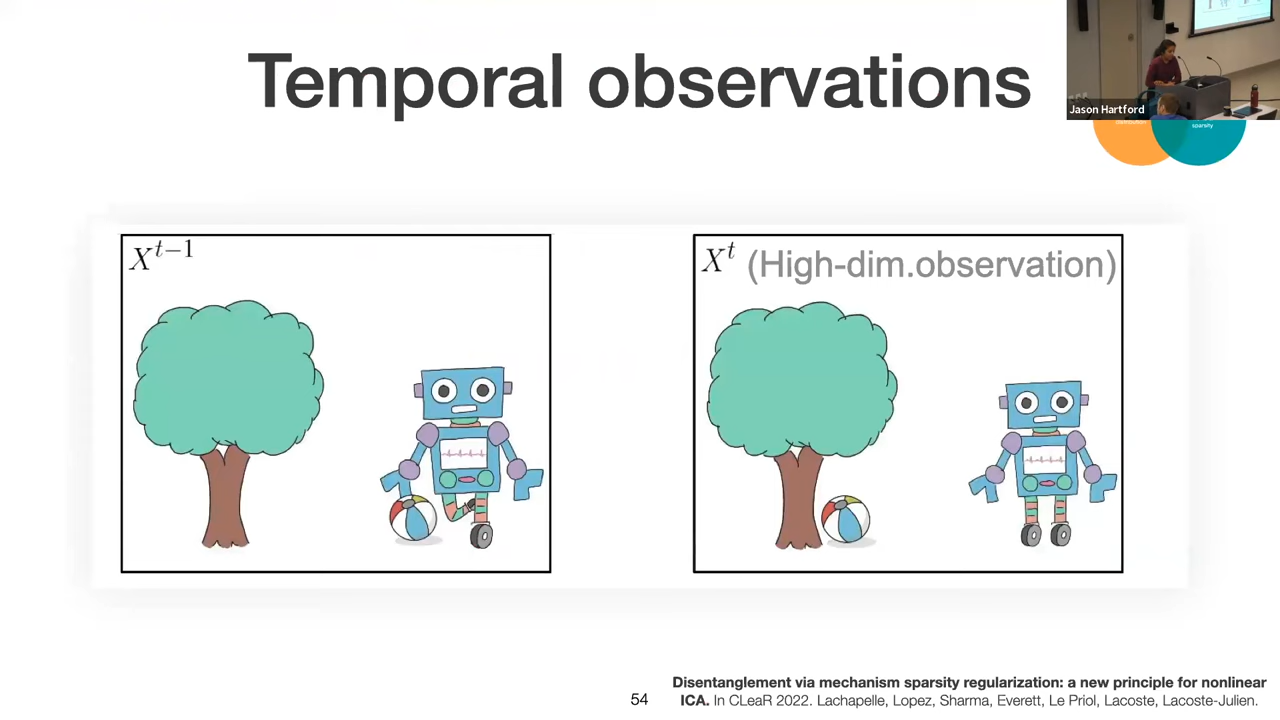 Temporal observations
Jason Hartford
sparsity
X^{t-1}
X^t (High-dim.observation)
Disentanglement via mechanism sparsity regularization: a new principle for nonlinear
54 ICA. In CLeaR 2022. Lachapelle, Lopez, Sharma, Everett, Le Priol, Lacoste, Lacoste-Julien.